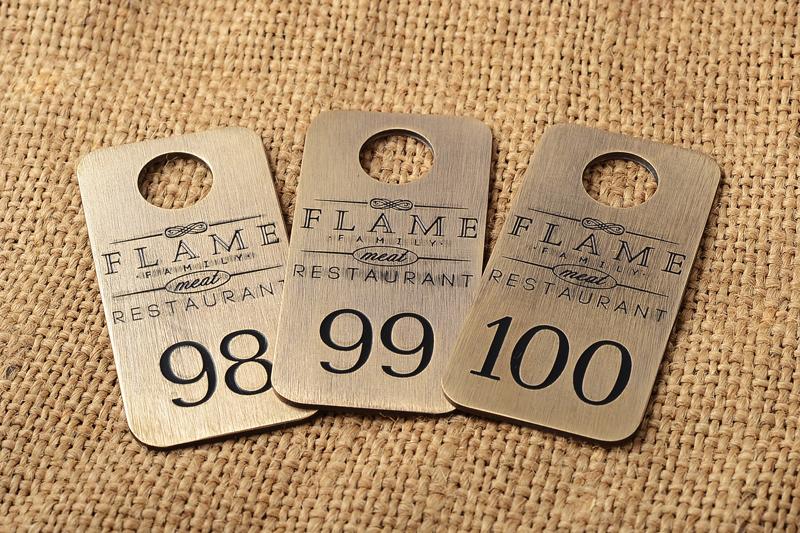 FLAME
·FAMILY·
meat
RESTAURANT
98
FLAME
·FAMILY·
meat
RESTAURANT
99
FLAME
·FAMILY·
meat
RESTAURANT
100